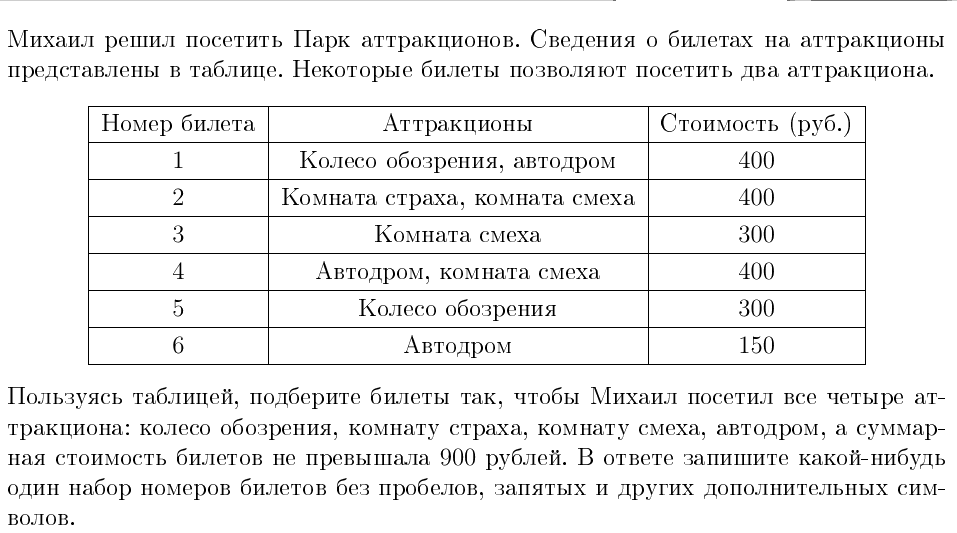 Михаил решил посетить Парк аттракционов. Сведения о билетах на аттракционы
представлены в таблице. Некоторые билеты позволяют посетить два аттракциона.
Номер билета Аттракционы Стоимость (руб.)
1 Колесо обозрения, автодром 400
2 Комната страха, комната смеха 400
3 Комната смеха 300
4 Автодром, комната смеха 400
5 Колесо обозрения 300
6 Автодром 150
Пользуясь таблицей, подберите билеты так, чтобы Михаил посетил все четыре ат-
тракциона: колесо обозрения, комнату страха, комнату смеха, автодром, а суммар-
ная стоимость билетов не превышала 900 рублей. В ответе запишите какой-нибудь
один набор номеров билетов без пробелов, запятых и других дополнительных сим-
волов.